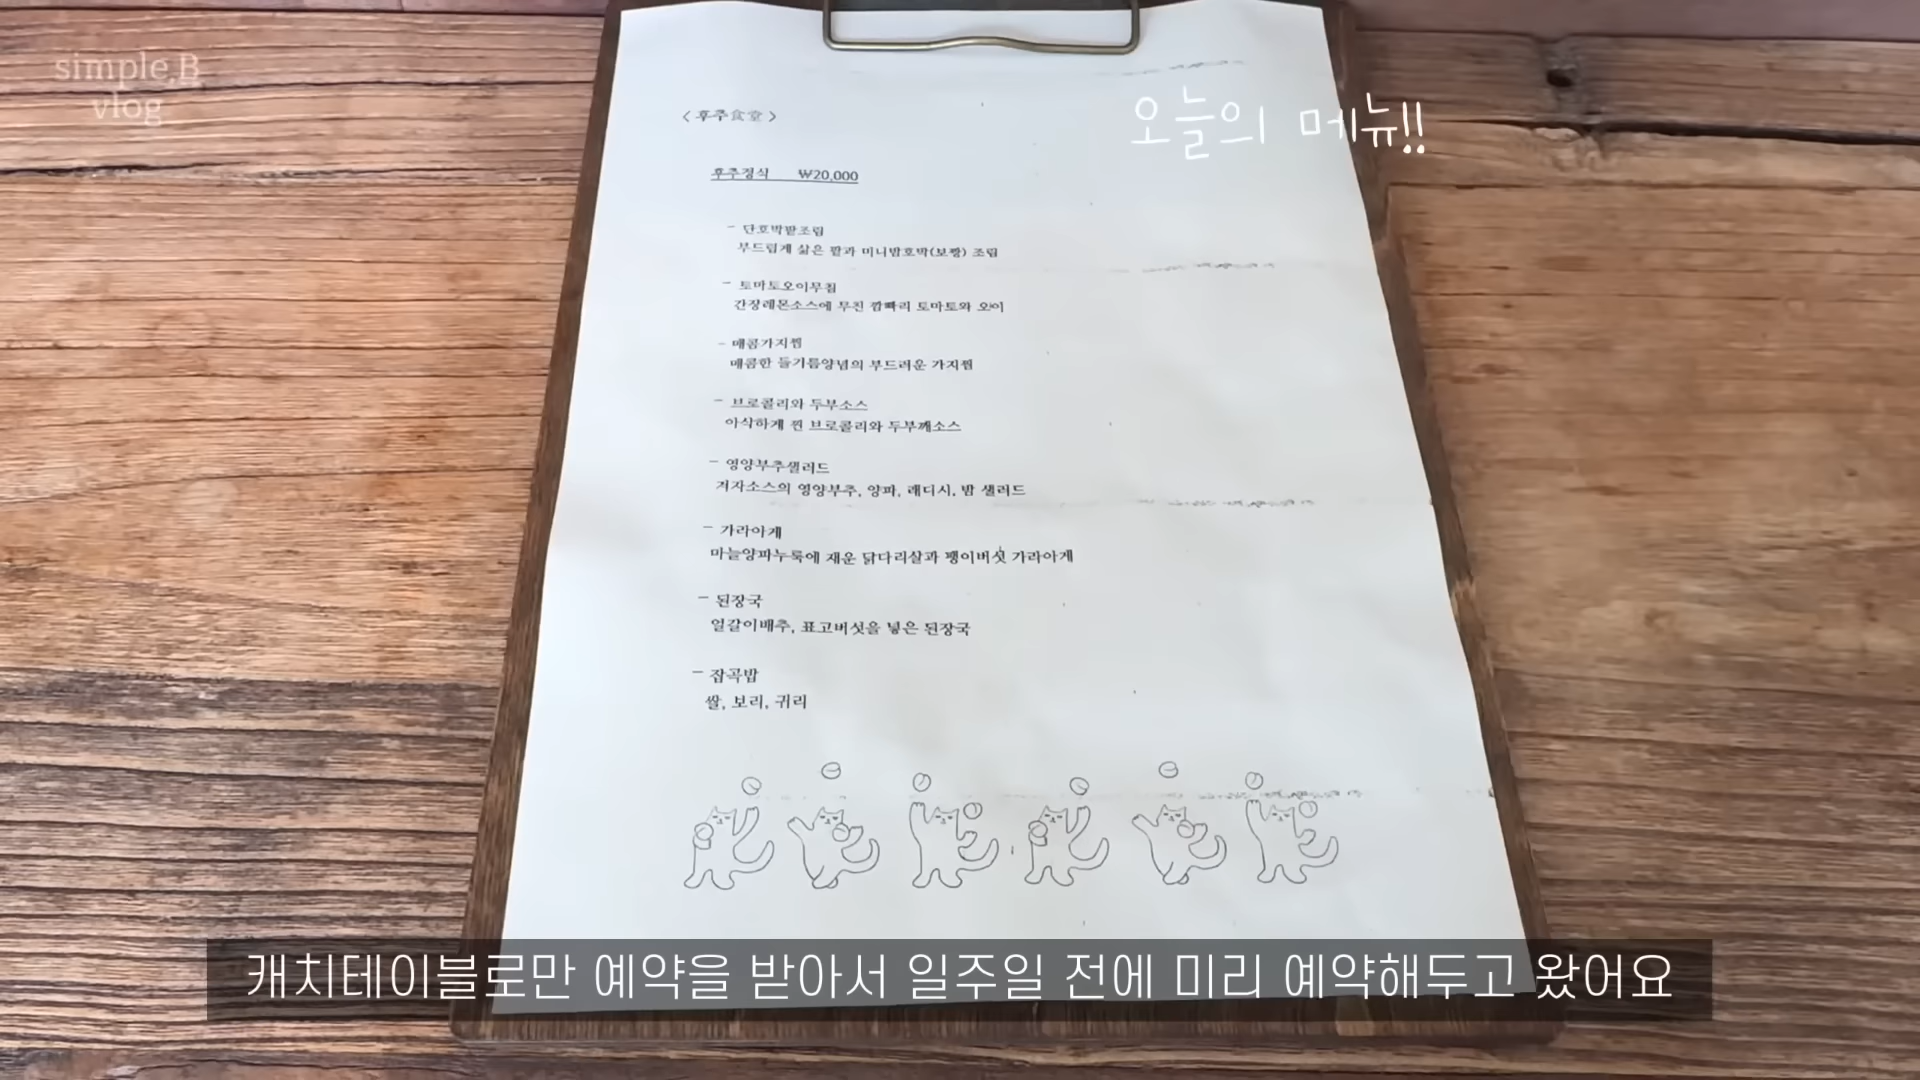 simple,B
vlog
오늘의 메뉴!!
<후추食堂>
후추정식 ₩20,000
- 단호박팥조림
부드럽게 삶은 팥과 미니밤호박(보짱) 조림
- 토마토오이무침
간장레몬소스에 무친 깜빠리 토마토와 오이
- 매콤가지찜
매콤한 들기름양념의 부드러운 가지찜
- 브로콜리와 두부소스
아삭하게 찐 브로콜리와 두부깨소스
- 영양부추샐러드
겨자소스의 영양부추, 양파, 래디시, 밤 샐러드
- 가라아게
마늘양파누룩에 재운 닭다리살과 팽이버섯 가라아게
- 된장국
얼갈이배추, 표고버섯을 넣은 된장국
- 잡곡밥
쌀, 보리, 귀리
캐치테이블로만 예약을 받아서 일주일 전에 미리 예약해두고 왔어요